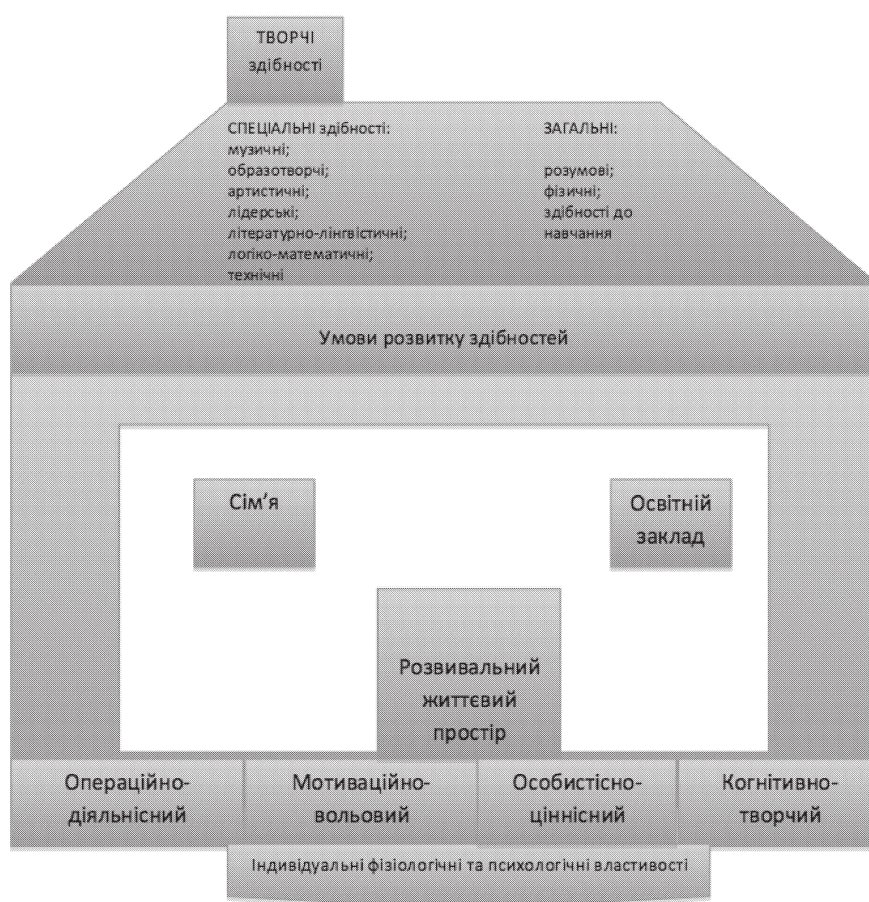 ТВОРЧІ
здібності
СПЕЦІАЛЬНІ здібності:
музичні;
образотворчі;
артистичні;
лідерські;
літературно-лінгвістичні;
логіко-математичні;
технічні
ЗАГАЛЬНІ:
розумові;
фізичні;
здібності до
навчання
Умови розвитку здібностей
Сім’я
Освітній
заклад
Розвивальний
життєвий
простір
Операційно-
діяльнісний
Мотиваційно-
вольовий
Особистісно-
ціннісний
Когнітивно-
творчий
Індивідуальні фізіологічні та психологічні властивості